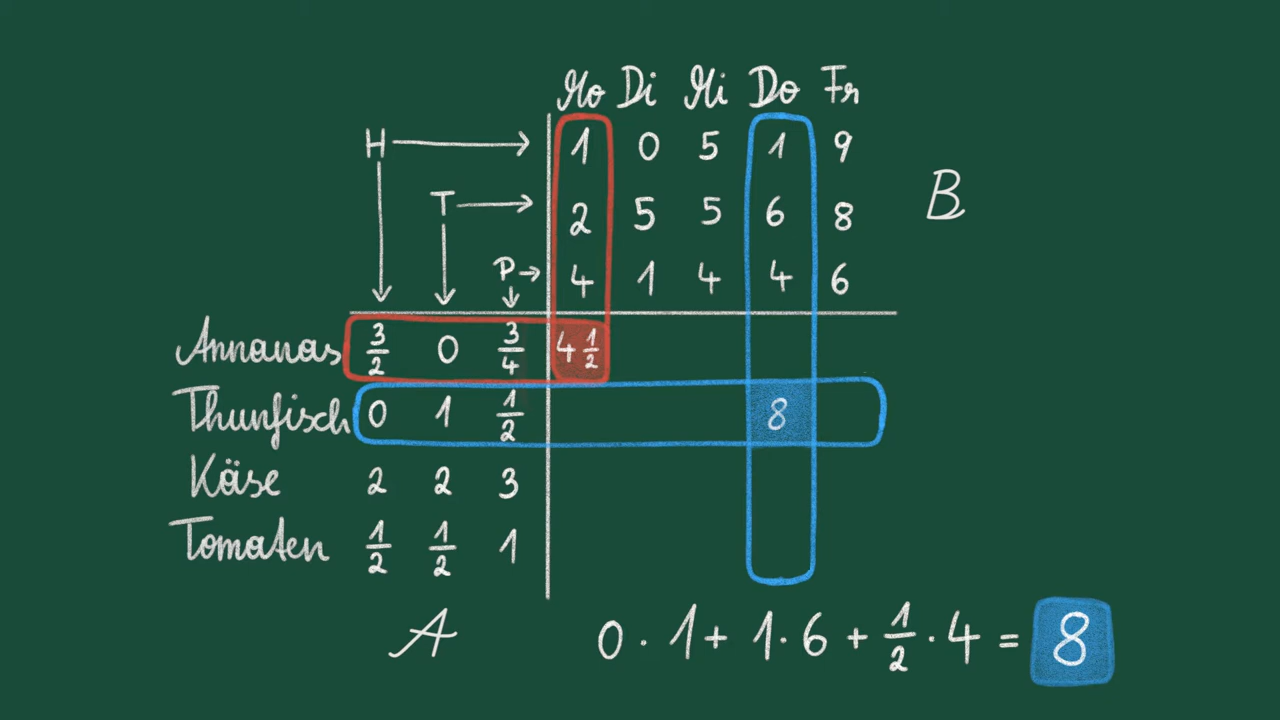 Mo Di Mi Do Fr
H → 1 0 5 1 9
T → 2 5 5 6 8
B
P → 4 1 4 4 6
Annanas 3/2 0 3/4 4 1/2
Thunfisch 0 1 1/2 8
Käse 2 2 3
Tomaten 1/2 1/2 1
A
0 · 1 + 1 · 6 + 1/2 · 4 = 8